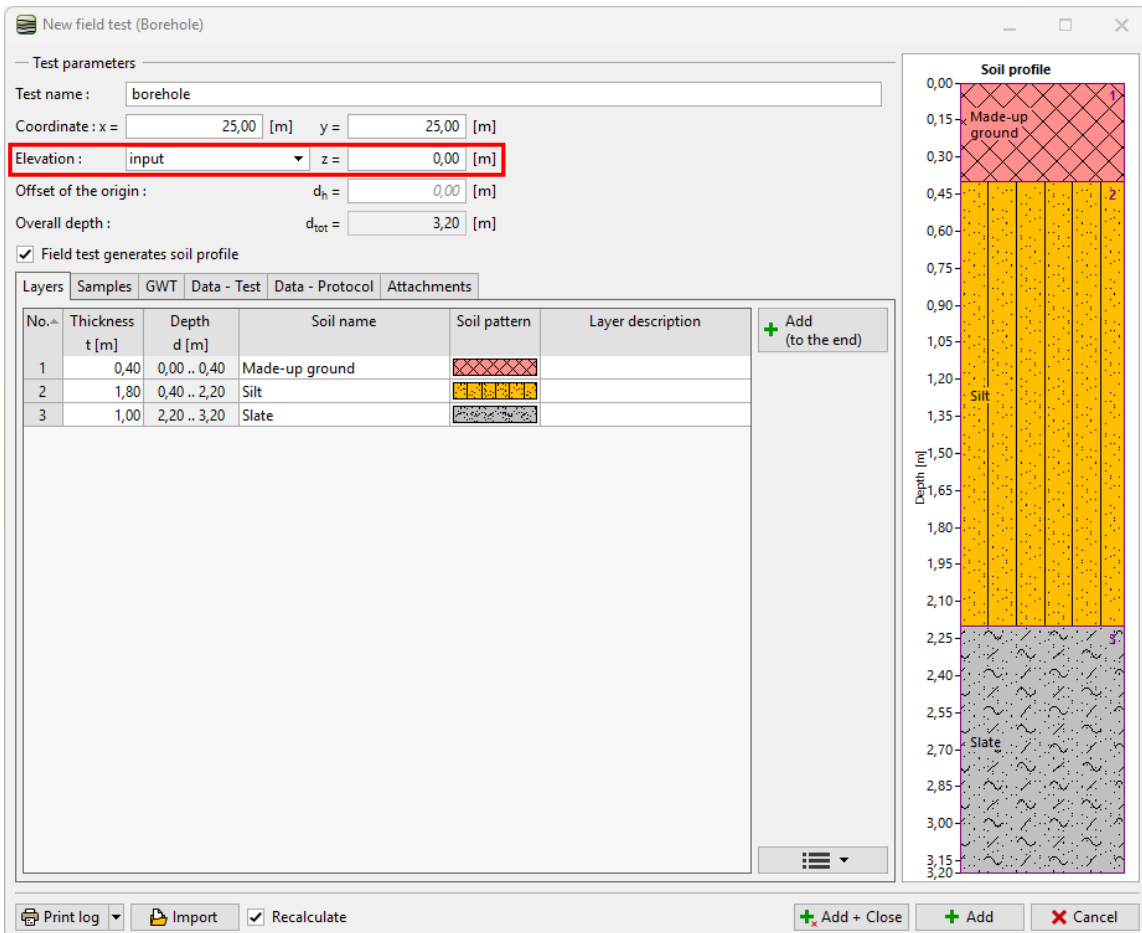 New field test (Borehole)
Test parameters
Test name : borehole
Coordinate : x = 25,00 [m] y = 25,00 [m]
Elevation : input z = 0,00 [m]
Offset of the origin : dh = 0,00 [m]
Overall depth : dtot = 3,20 [m]
Field test generates soil profile
Layers Samples GWT Data - Test Data - Protocol Attachments
No. Thickness Depth Soil name Soil pattern Layer description
t [m] d [m]
1 0,40 0,00 .. 0,40 Made-up ground
2 1,80 0,40 .. 2,20 Silt
3 1,00 2,20 .. 3,20 Slate
Add
(to the end)
Soil profile
0,00
1
0,15
Made-up
ground
0,30
0,45
2
0,60
0,75
0,90
1,05
1,20
Silt
1,35
Depth [m]
1,50
1,65
1,80
1,95
2,10
2,25
3
2,40
2,55
2,70
Slate
2,85
3,00
3,15
3,20
Print log Import Recalculate Add + Close Add Cancel